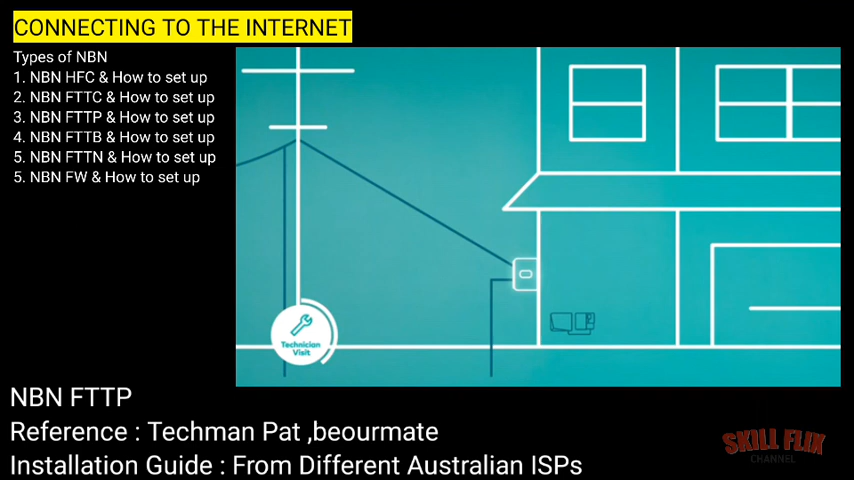 CONNECTING TO THE INTERNET
Types of NBN
1. NBN HFC & How to set up
2. NBN FTTC & How to set up
3. NBN FTTP & How to set up
4. NBN FTTB & How to set up
5. NBN FTTN & How to set up
5. NBN FW & How to set up
Technician
Visit
NBN FTTP
Reference : Techman Pat ,beourmate
Installation Guide : From Different Australian ISPs
SKILL FLIX
CHANNEL